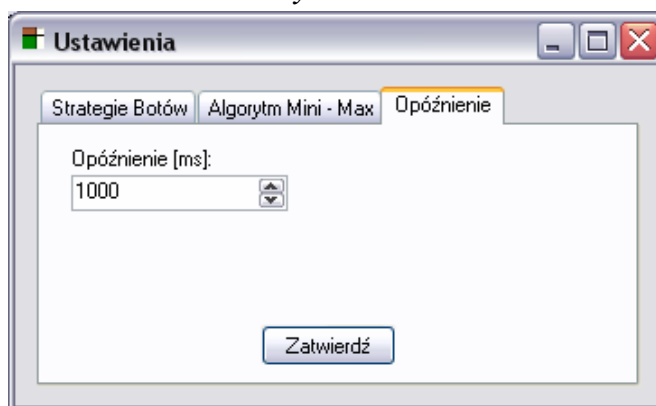 Ustawienia
Strategie Botów Algorytm Mini - Max Opóźnienie
Opóźnienie [ms]:
1000
Zatwierdź